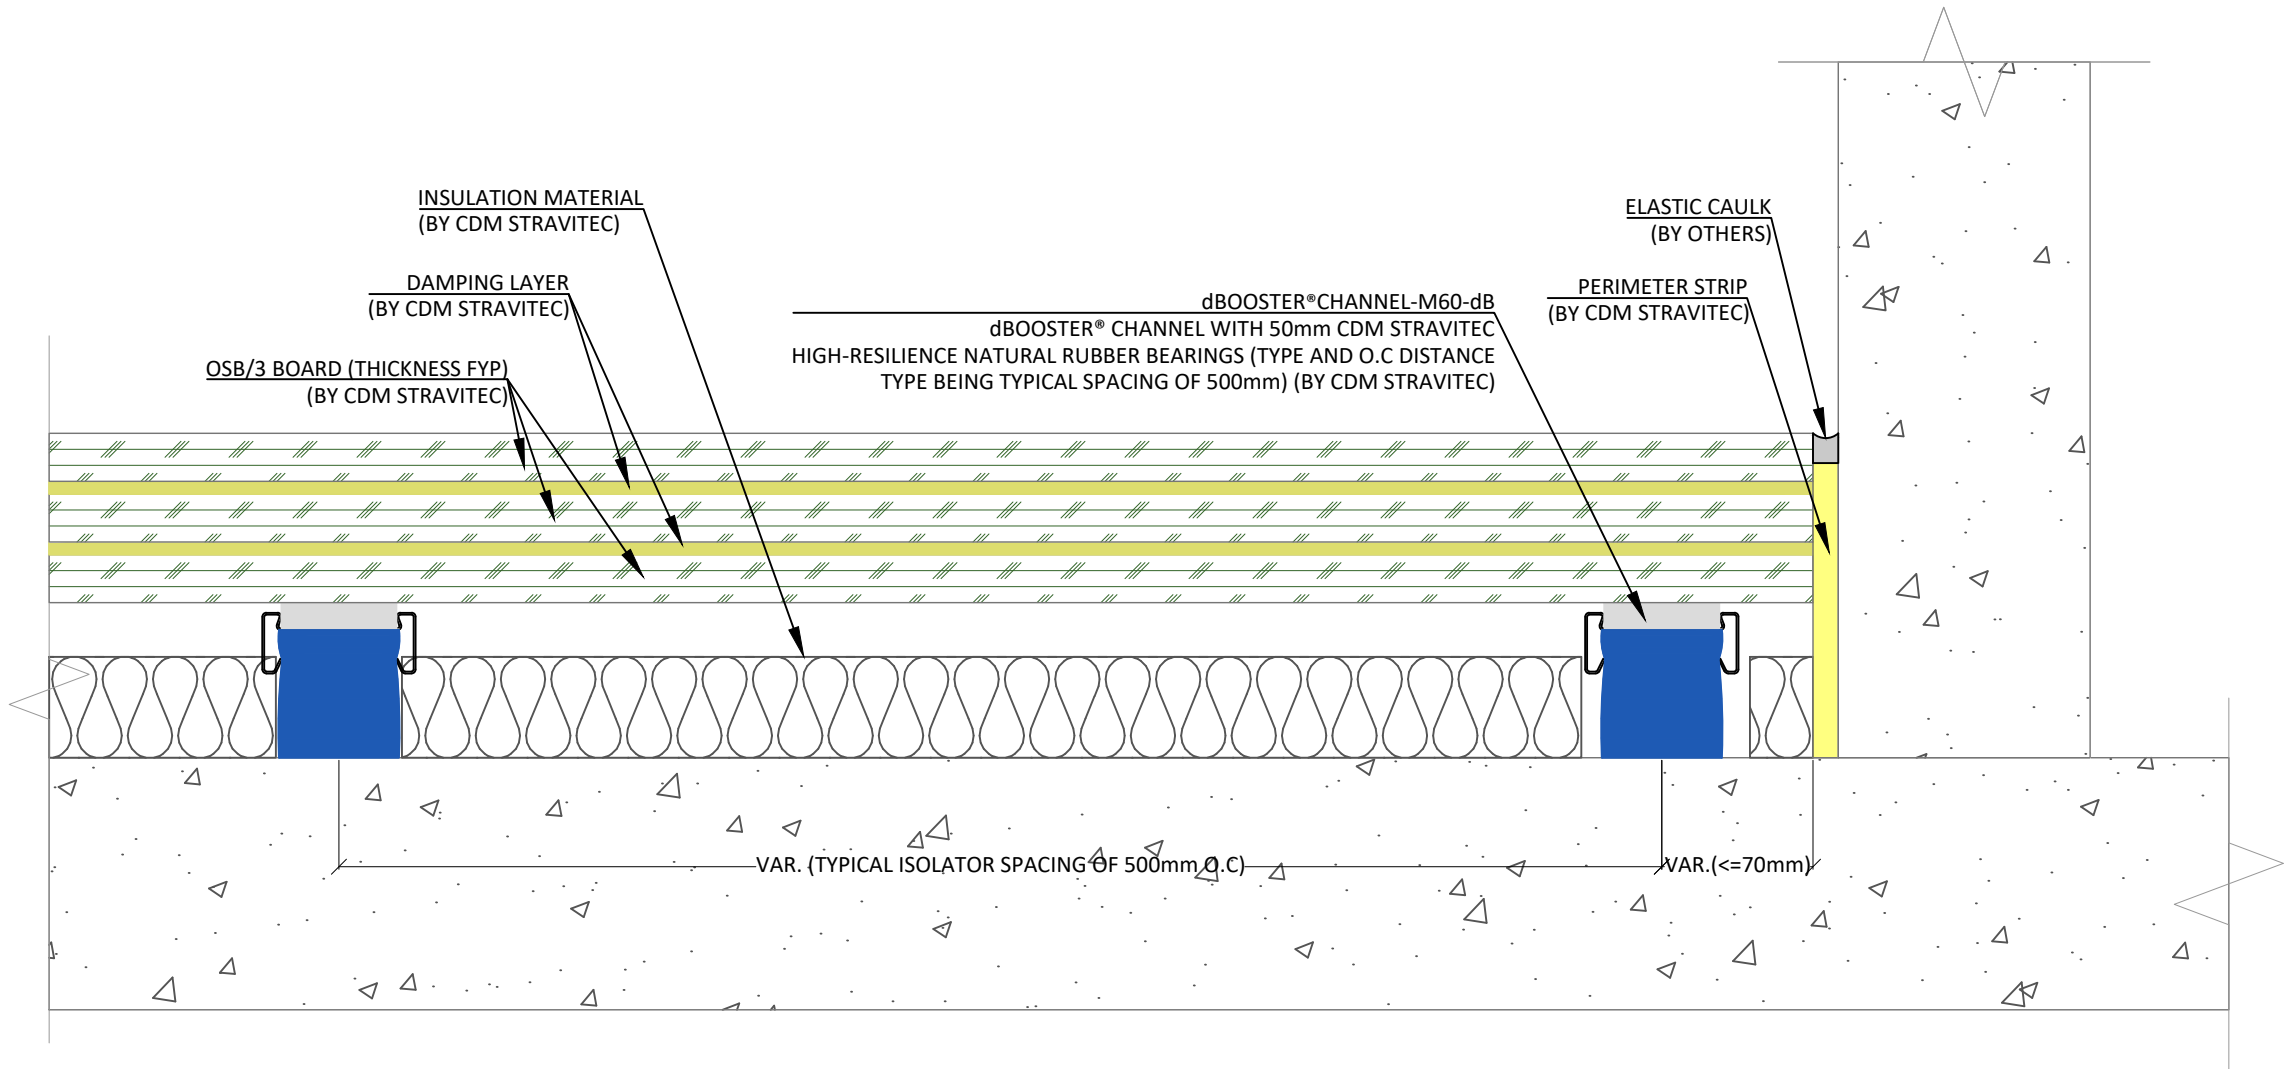 INSULATION MATERIAL
(BY CDM STRAVITEC)
DAMPING LAYER
(BY CDM STRAVITEC)
OSB/3 BOARD (THICKNESS FYP)
(BY CDM STRAVITEC)
dBOOSTER®CHANNEL-M60-dB
dBOOSTER® CHANNEL WITH 50mm CDM STRAVITEC
HIGH-RESILIENCE NATURAL RUBBER BEARINGS (TYPE AND O.C DISTANCE
TYPE BEING TYPICAL SPACING OF 500mm) (BY CDM STRAVITEC)
ELASTIC CAULK
(BY OTHERS)
PERIMETER STRIP
(BY CDM STRAVITEC)
VAR. (TYPICAL ISOLATOR SPACING OF 500mm O.C)
VAR.(<=70mm)